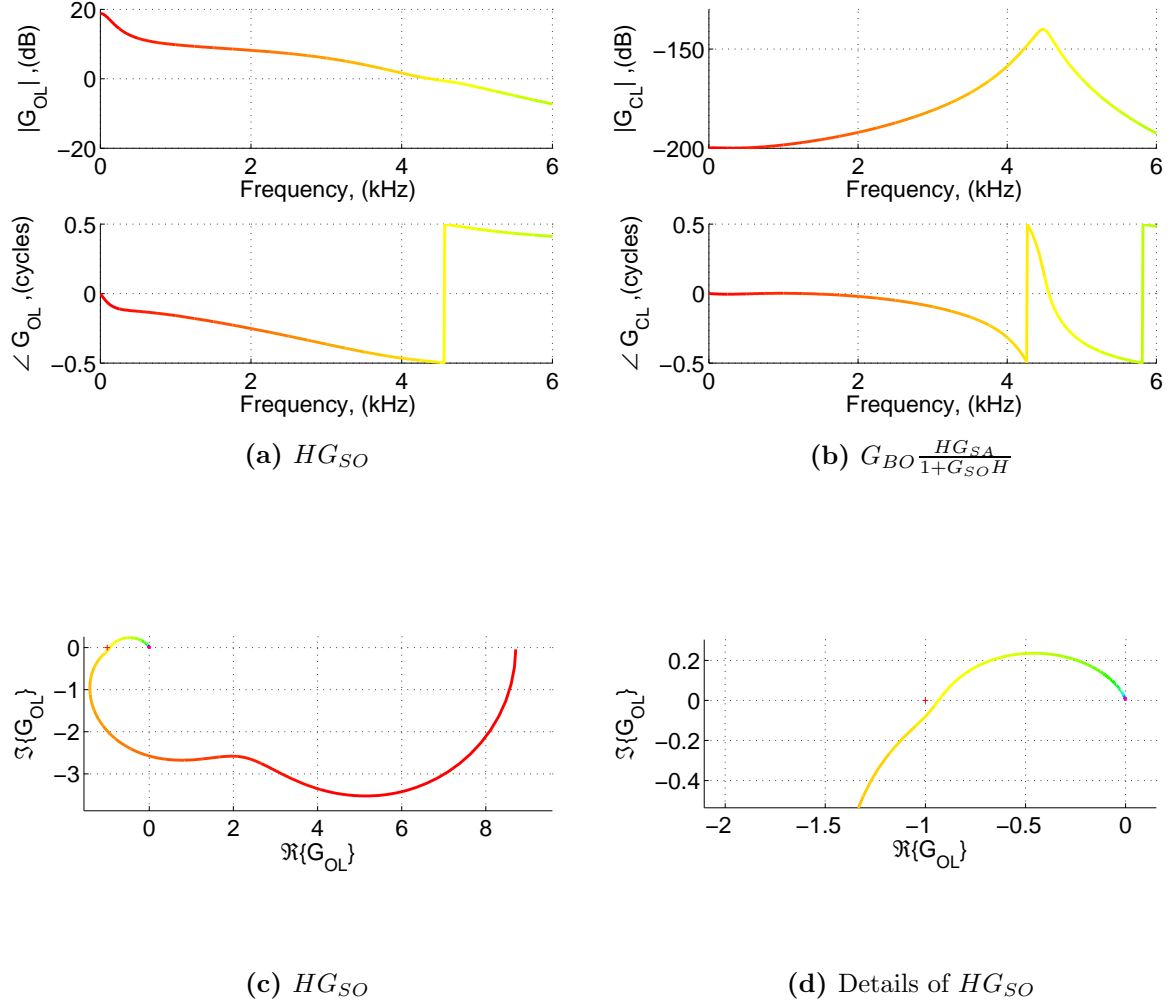 20
0
−20
|G_OL| ,(dB)
0 2 4 6
Frequency, (kHz)
0.5
0
−0.5
∠ G_OL ,(cycles)
0 2 4 6
Frequency, (kHz)
(a) HG_SO
−150
−200
|G_CL| ,(dB)
0 2 4 6
Frequency, (kHz)
0.5
0
−0.5
∠ G_CL ,(cycles)
0 2 4 6
Frequency, (kHz)
(b) G_BO HG_SA/1+G_SO H
0
−1
−2
−3
ℑ{G_OL}
0 2 4 6 8
ℜ{G_OL}
(c) HG_SO
0.2
0
−0.2
−0.4
ℑ{G_OL}
−2 −1.5 −1 −0.5 0
ℜ{G_OL}
(d) Details of HG_SO